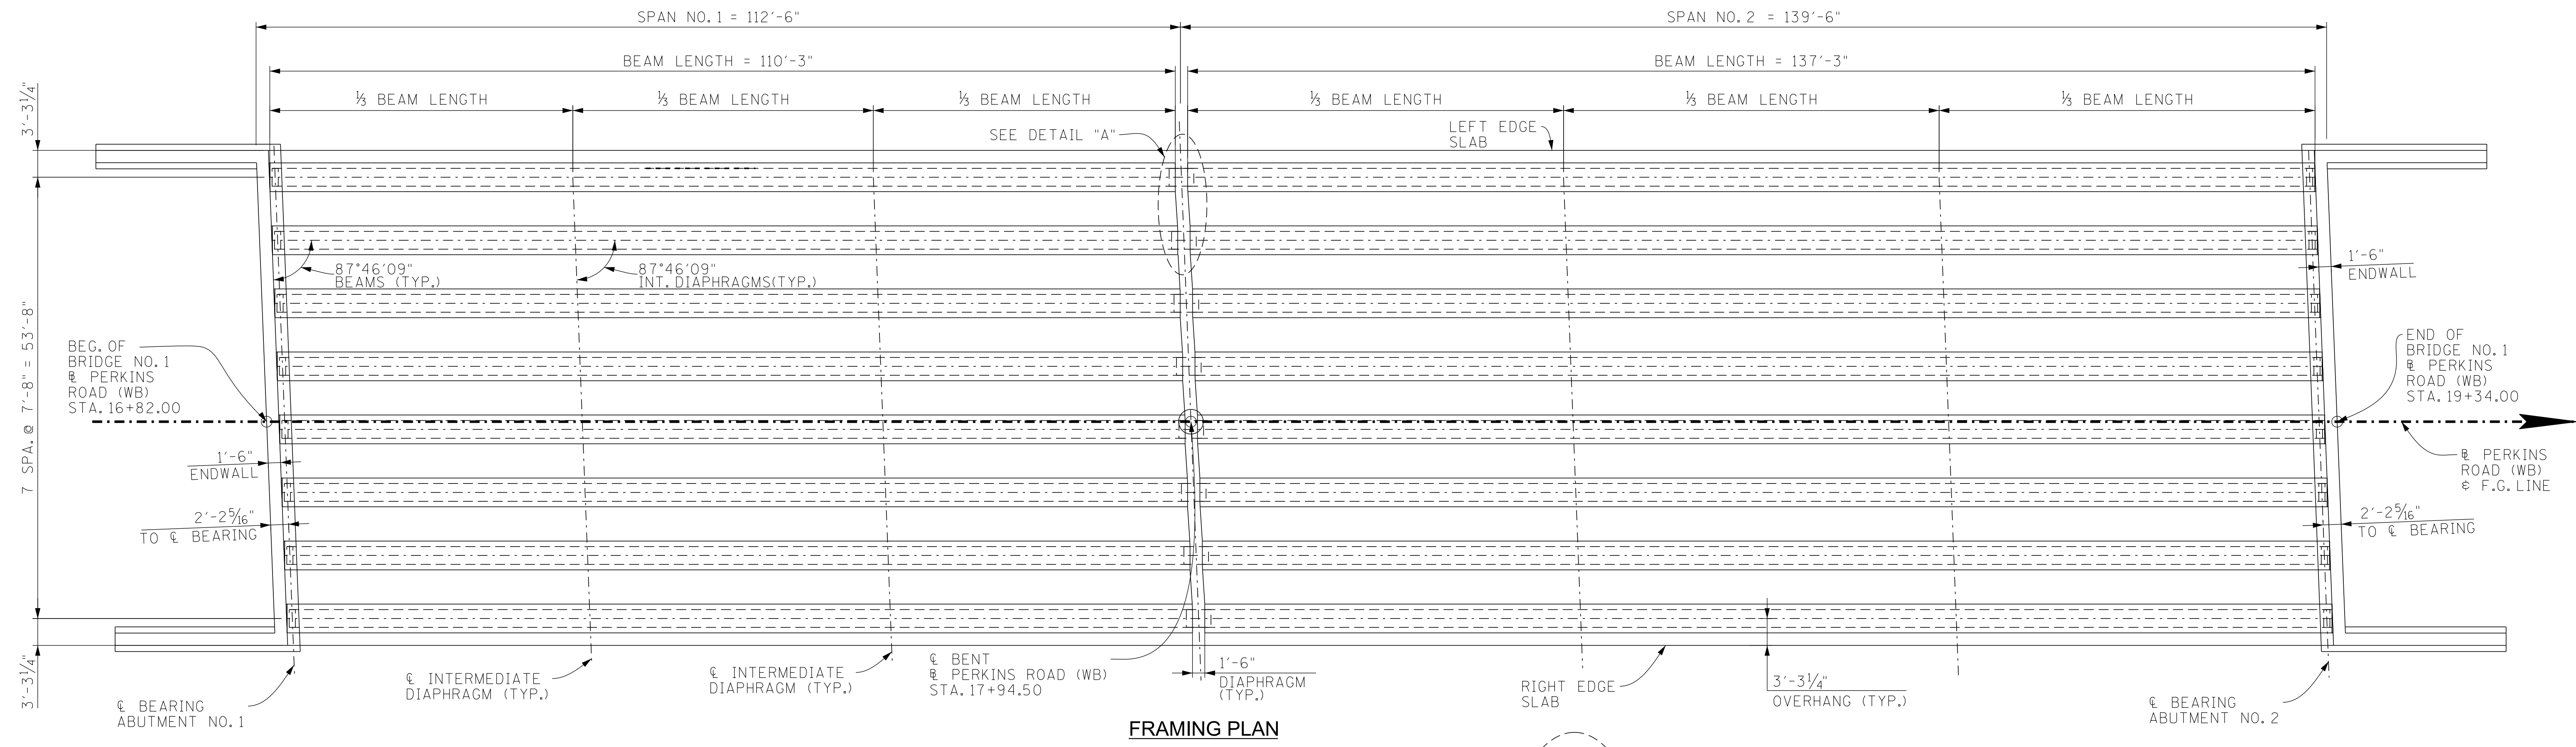 SPAN NO. 1 = 112'-6"
SPAN NO. 2 = 139'-6"
BEAM LENGTH = 110'-3"
BEAM LENGTH = 137'-3"
⅓ BEAM LENGTH
⅓ BEAM LENGTH
⅓ BEAM LENGTH
⅓ BEAM LENGTH
⅓ BEAM LENGTH
⅓ BEAM LENGTH
3'-3¼"
SEE DETAIL "A"
LEFT EDGE
SLAB
87°46'09"
BEAMS (TYP.)
87°46'09"
INT. DIAPHRAGMS(TYP.)
1'-6"
ENDWALL
7 SPA. @ 7'-8" = 53'-8"
BEG. OF
BRIDGE NO. 1
℄ PERKINS
ROAD (WB)
STA. 16+82.00
END OF
BRIDGE NO. 1
℄ PERKINS
ROAD (WB)
STA. 19+34.00
1'-6"
ENDWALL
℄ PERKINS
ROAD (WB)
& F.G. LINE
2'-2 5/16"
TO ℄ BEARING
2'-2 5/16"
TO ℄ BEARING
3'-3¼"
℄ BEARING
ABUTMENT NO. 1
℄ INTERMEDIATE
DIAPHRAGM (TYP.)
℄ INTERMEDIATE
DIAPHRAGM (TYP.)
℄ BENT
℄ PERKINS ROAD (WB)
STA. 17+94.50
1'-6"
DIAPHRAGM
(TYP.)
RIGHT EDGE
SLAB
3'-3¼"
OVERHANG (TYP.)
℄ BEARING
ABUTMENT NO. 2
FRAMING PLAN